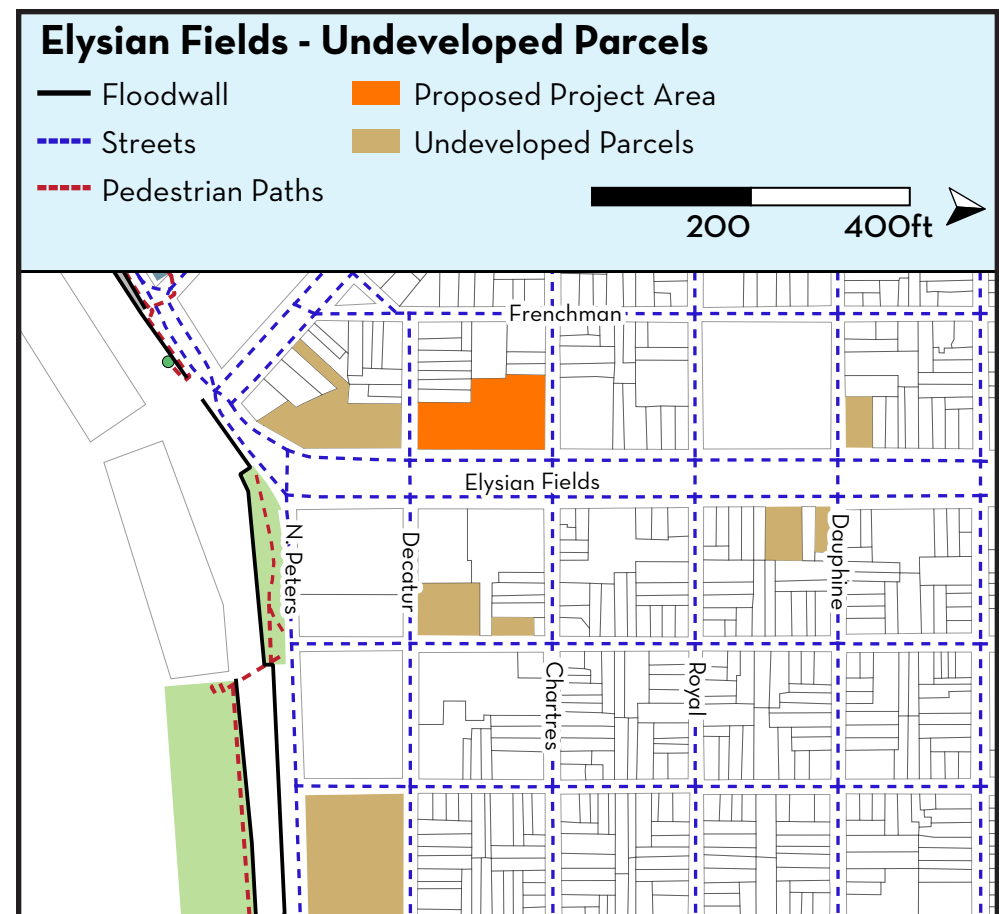 Elysian Fields - Undeveloped Parcels
Floodwall
Proposed Project Area
Streets
Undeveloped Parcels
Pedestrian Paths
200
400ft
Frenchman
Elysian Fields
N. Peters
Decatur
Dauphine
Chartres
Royal